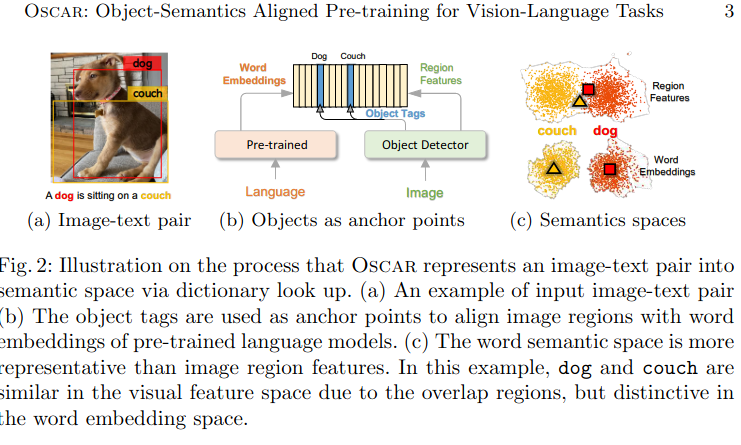 OSCAR: Object-Semantics Aligned Pre-training for Vision-Language Tasks 3
dog
couch
A dog is sitting on a couch
(a) Image-text pair
Dog Couch
Word Embeddings
Region Features
Object Tags
Pre-trained
Object Detector
Language
Image
(b) Objects as anchor points
Region Features
couch dog
Word Embeddings
(c) Semantics spaces
Fig. 2: Illustration on the process that OSCAR represents an image-text pair into
semantic space via dictionary look up. (a) An example of input image-text pair
(b) The object tags are used as anchor points to align image regions with word
embeddings of pre-trained language models. (c) The word semantic space is more
representative than image region features. In this example, dog and couch are
similar in the visual feature space due to the overlap regions, but distinctive in
the word embedding space.